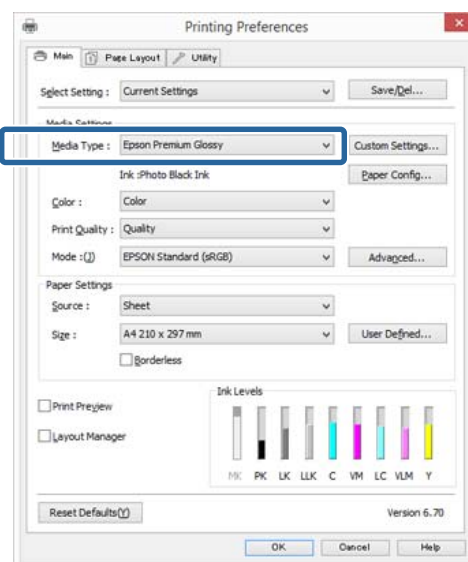 Printing Preferences
Main Page Layout Utility
Select Setting : Current Settings Save/Del...
Media Settings
Media Type : Epson Premium Glossy Custom Settings...
Ink :Photo Black Ink Paper Config...
Color : Color
Print Quality : Quality
Mode :(J) EPSON Standard (sRGB) Advanced...
Paper Settings
Source : Sheet
Size : A4 210 x 297 mm User Defined...
Borderless
Ink Levels
Print Preview
Layout Manager
MK PK LK LLK C VM LC VLM Y
Reset Defaults(Y) Version 6.70
OK Cancel Help